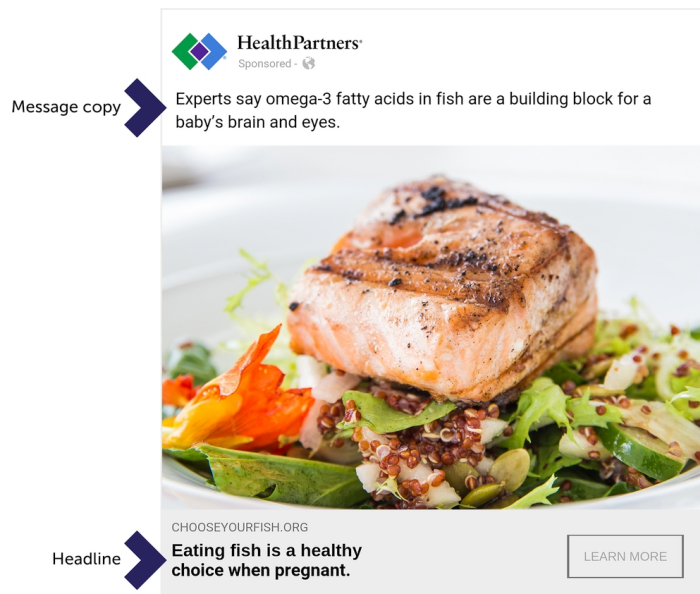 HealthPartners®
Sponsored -
Message copy
Experts say omega-3 fatty acids in fish are a building block for a
baby’s brain and eyes.
CHOOSEYOURFISH.ORG
Headline
Eating fish is a healthy
choice when pregnant.
LEARN MORE